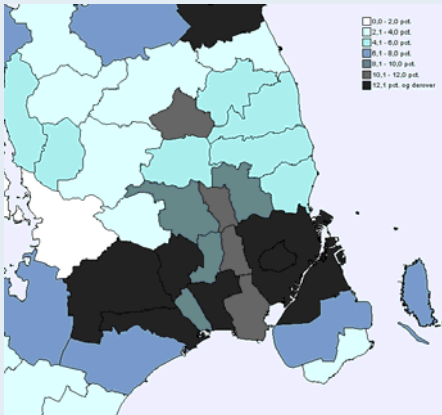 0,0 - 2,0 pct.
2,1 - 4,0 pct.
4,1 - 6,0 pct.
6,1 - 8,0 pct.
8,1 - 10,0 pct.
10,1 - 12,0 pct.
12,1 pct. og derover